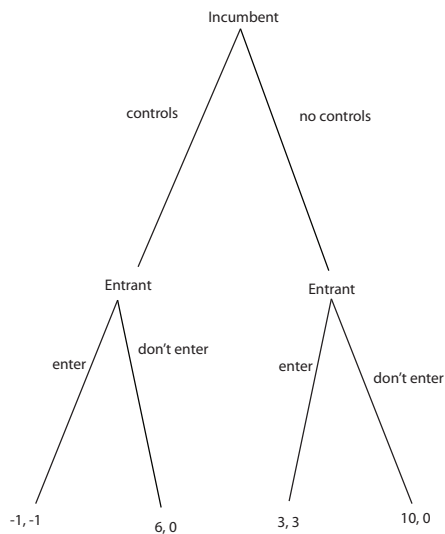 Incumbent
controls
no controls
Entrant
Entrant
enter
don't enter
enter
don't enter
-1, -1
6, 0
3, 3
10, 0